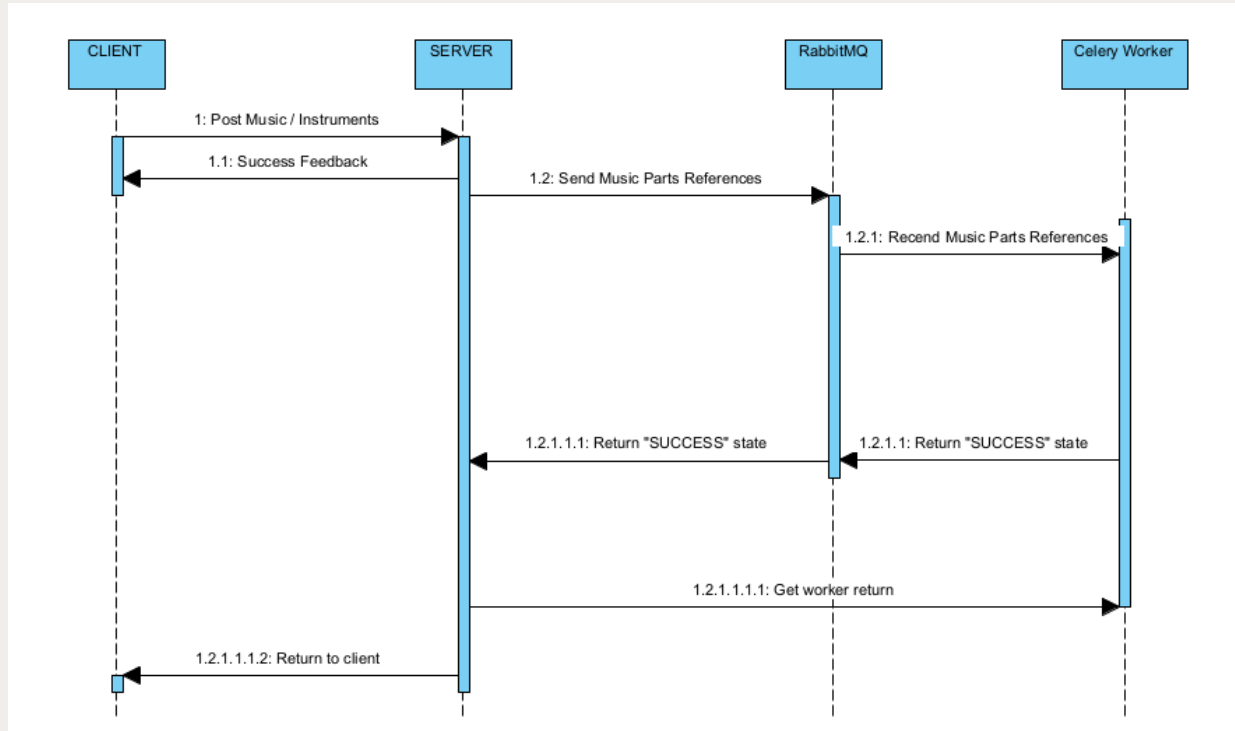 CLIENT
SERVER
RabbitMQ
Celery Worker
1: Post Music / Instruments
1.1: Success Feedback
1.2: Send Music Parts References
1.2.1: Recend Music Parts References
1.2.1.1.1: Return "SUCCESS" state
1.2.1.1: Return "SUCCESS" state
1.2.1.1.1.1: Get worker return
1.2.1.1.1.2: Return to client